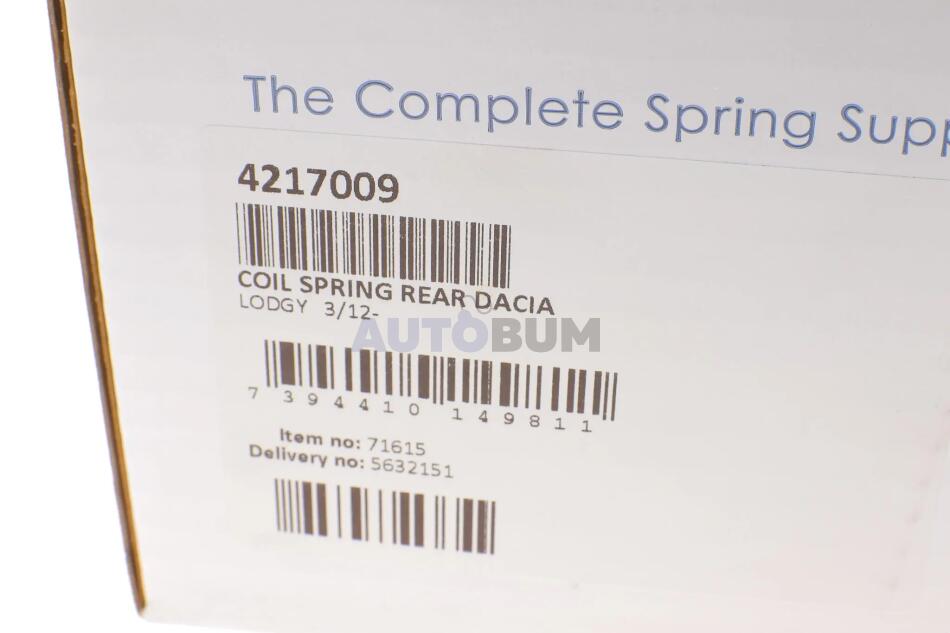 The Complete Spring Supp
4217009
COIL SPRING REAR DACIA
LODGY 3/12-
AUTOBUM
7 394410 149811
Item no: 71615
Delivery no: 5632151